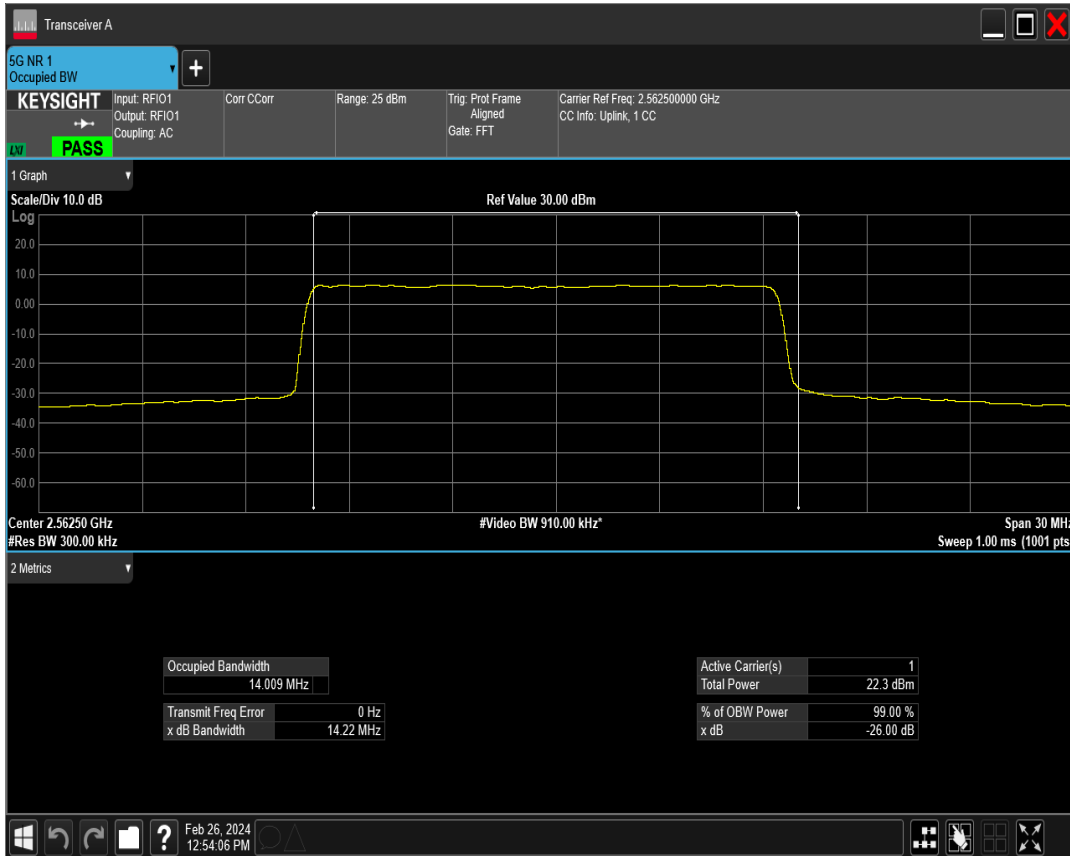 Transceiver A
5G NR 1
Occupied BW
+
KEYSIGHT
LXI
PASS
Input: RFIO1
Output: RFIO1
Coupling: AC
Corr CCorr
Range: 25 dBm
Trig: Prot Frame
Aligned
Gate: FFT
Carrier Ref Freq: 2.562500000 GHz
CC Info: Uplink, 1 CC
1 Graph
Scale/Div 10.0 dB
Ref Value 30.00 dBm
Log
20.0
10.0
0.00
-10.0
-20.0
-30.0
-40.0
-50.0
-60.0
Center 2.56250 GHz
#Video BW 910.00 kHz*
Span 30 MHz
#Res BW 300.00 kHz
Sweep 1.00 ms (1001 pts
2 Metrics
Occupied Bandwidth
14.009 MHz
Transmit Freq Error 0 Hz
x dB Bandwidth 14.22 MHz
Active Carrier(s) 1
Total Power 22.3 dBm
% of OBW Power 99.00 %
x dB -26.00 dB
?
Feb 26, 2024
12:54:06 PM